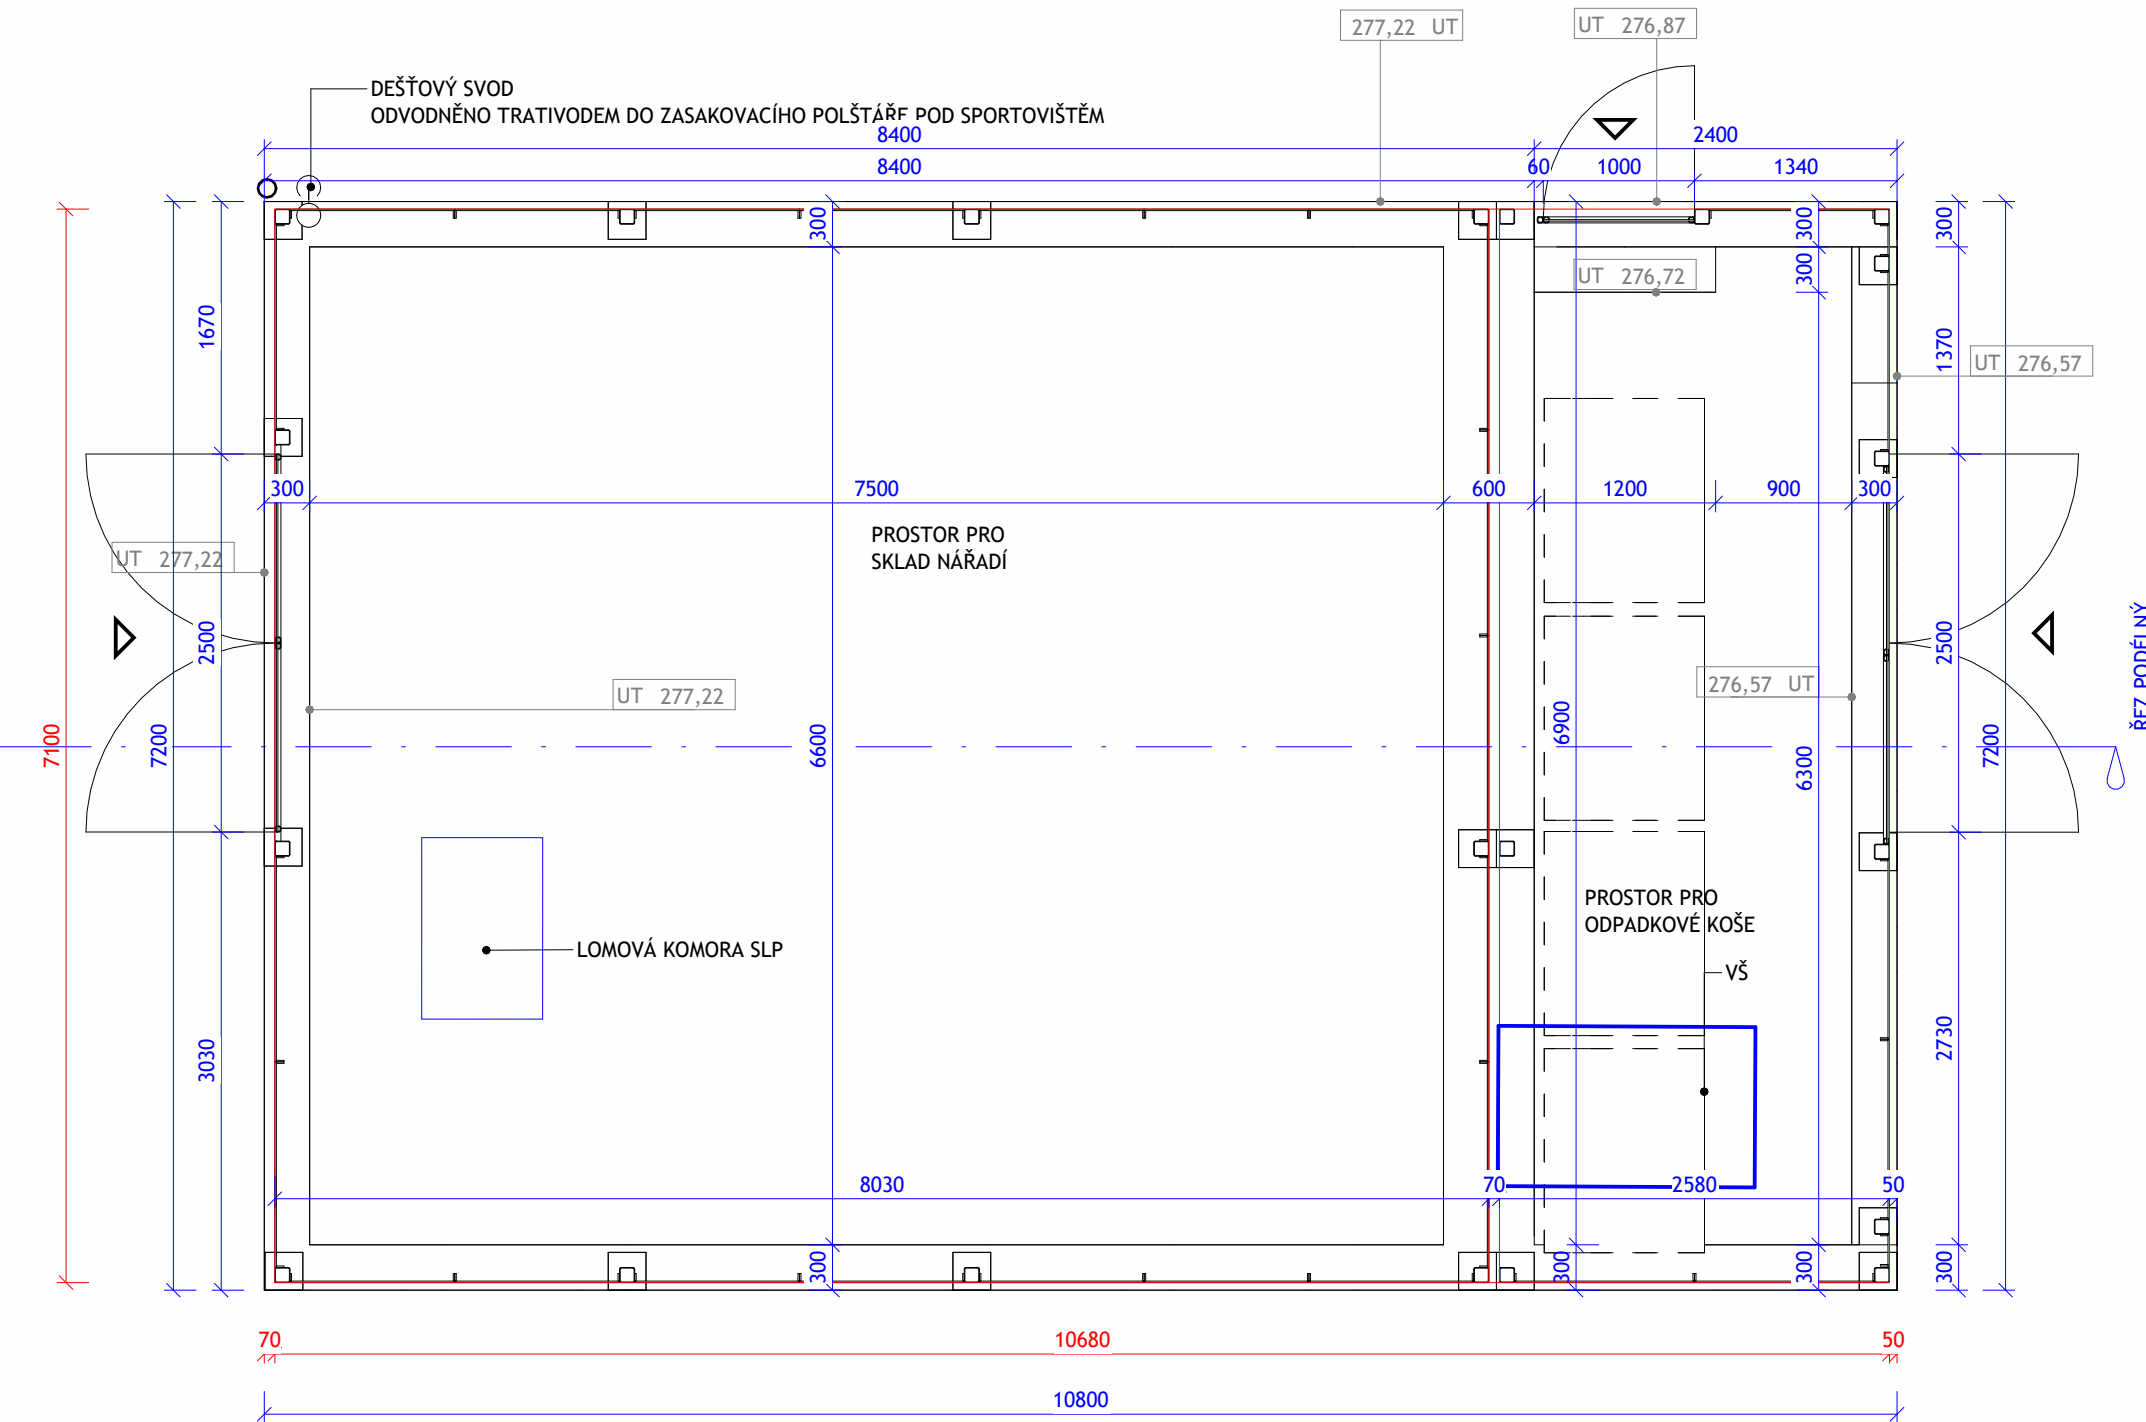 277,22 UT
UT 276,87
DEŠŤOVÝ SVOD
ODVODNĚNO TRATIVODEM DO ZASAKOVACÍHO POLŠTÁŘE POD SPORTOVIŠTĚM
8400
2400
8400
60
1000
1340
300
300
300
300
UT 276,72
1670
1370
UT 276,57
300
7500
600
1200
900
300
PROSTOR PRO
SKLAD NÁŘADÍ
UT 277,22
2500
2500
ŘEZ PODÉLNÝ
UT 277,22
276,57 UT
7100
7200
6600
6900
6300
7200
PROSTOR PRO
ODPADKOVÉ KOŠE
LOMOVÁ KOMORA SLP
VŠ
3030
2730
8030
70
2580
50
300
300
300
300
70
10680
50
10800